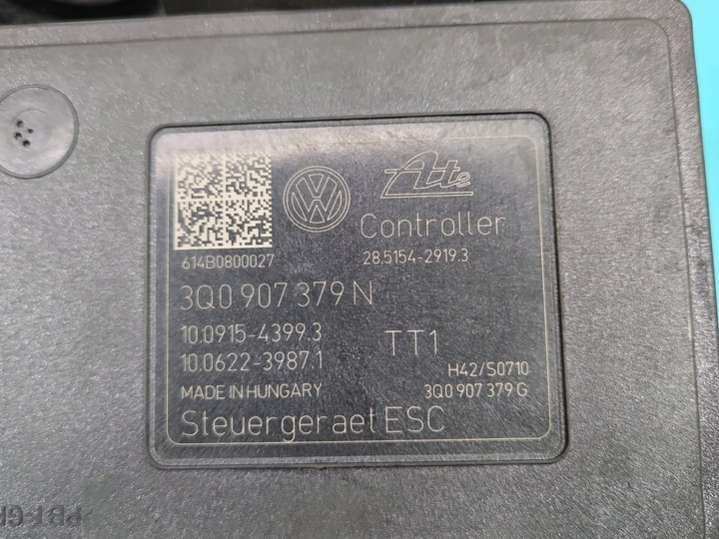 Ate
Controller
614B0800027
28.5154-2919.3
3Q0 907 379 N
10.0915-4399.3
10.0622-3987.1
TT1
H42/S0710
MADE IN HUNGARY
3Q0 907 379 G
Steuergeraet ESC